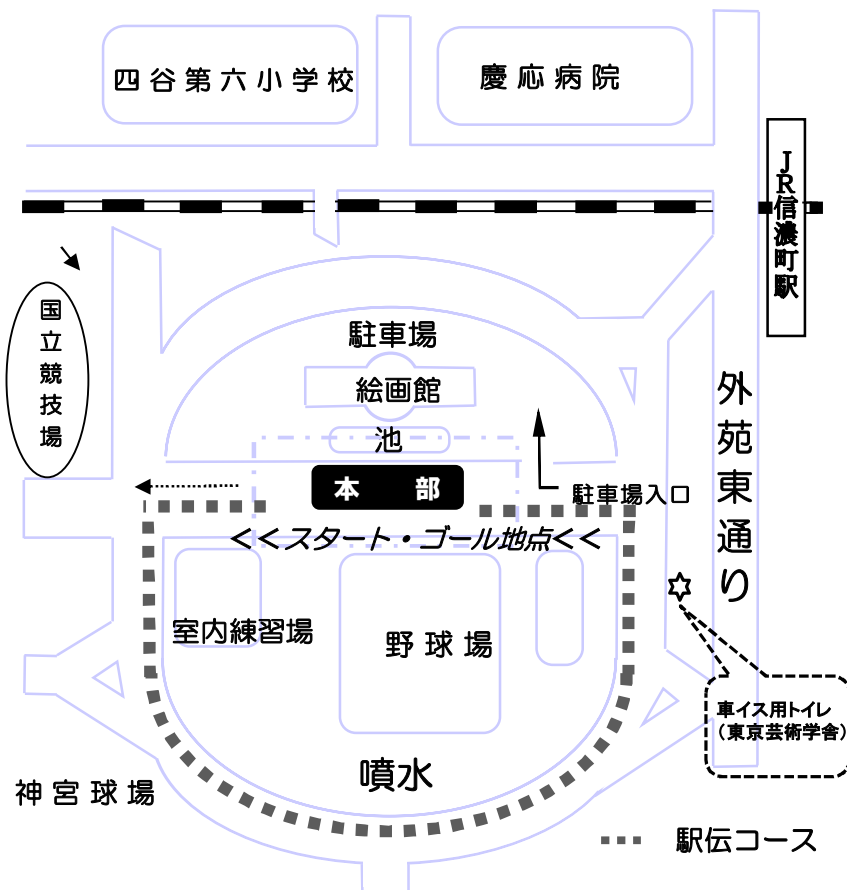 四谷第六小学校
慶応病院
JR信濃町駅
国立競技場
駐車場
絵画館
池
外苑東通り
本 部
駐車場入口
<<スタート・ゴール地点<<
室内練習場
野球場
車イス用トイレ
（東京芸術学舎）
噴水
神宮球場
駅伝コース